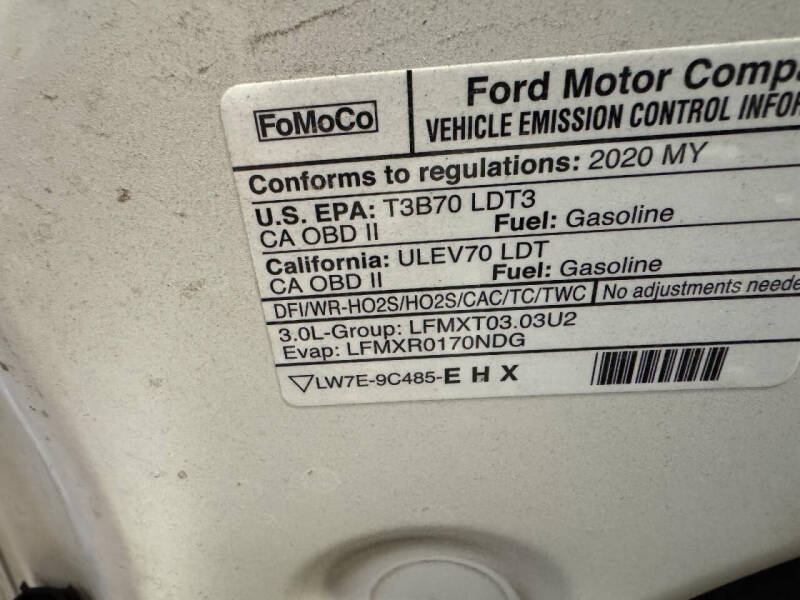 FoMoCo
Ford Motor Compa
VEHICLE EMISSION CONTROL INFOR
Conforms to regulations: 2020 MY
U.S. EPA: T3B70 LDT3
CA OBD II Fuel: Gasoline
California: ULEV70 LDT
CA OBD II Fuel: Gasoline
DFI/WR-HO2S/HO2S/CAC/TC/TWC No adjustments neede
3.0L-Group: LFMXT03.03U2
Evap: LFMXR0170NDG
LW7E-9C485-E H X